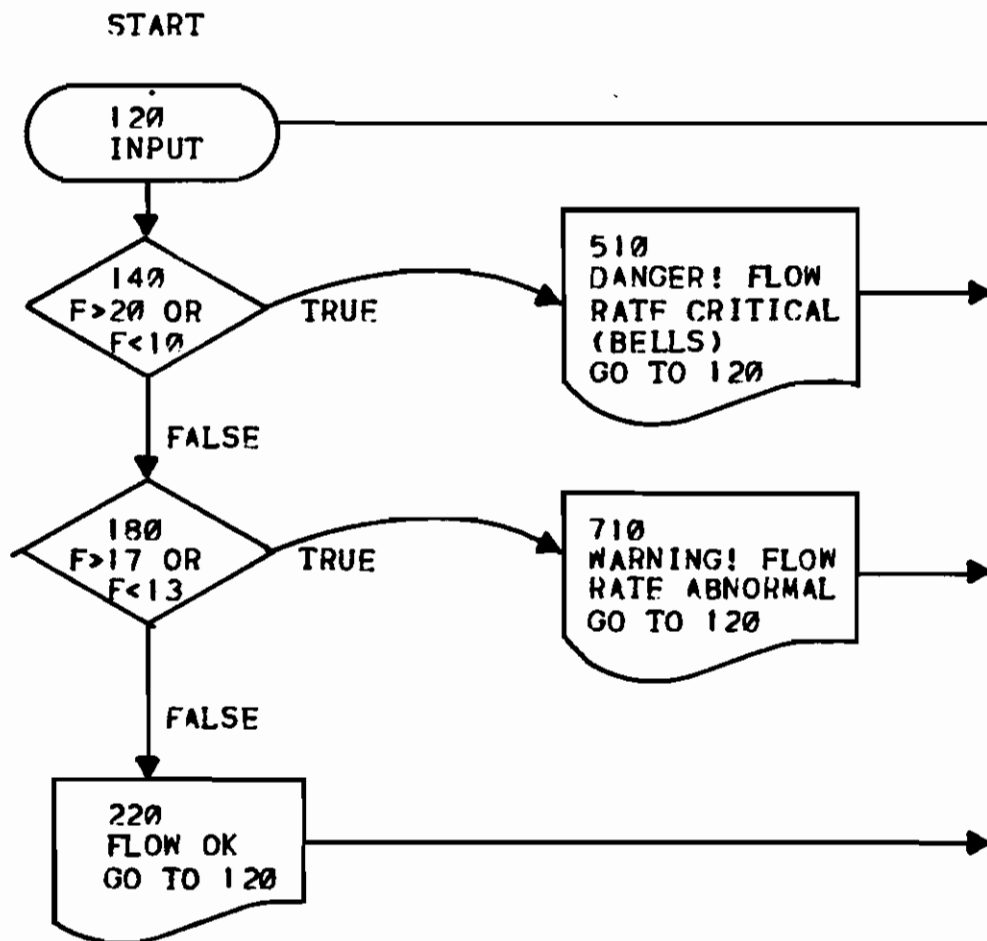 START
120
INPUT
140
F>20 OR
F<10
TRUE
510
DANGER! FLOW
RATE CRITICAL
(BELLS)
GO TO 120
FALSE
180
F>17 OR
F<13
TRUE
710
WARNING! FLOW
RATE ABNORMAL
GO TO 120
FALSE
220
FLOW OK
GO TO 120